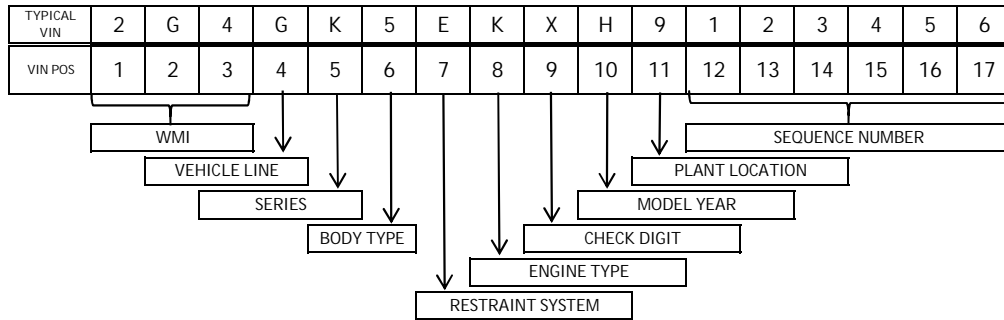 TYPICAL VIN 2 G 4 G K 5 E K X H 9 1 2 3 4 5 6
VIN POS 1 2 3 4 5 6 7 8 9 10 11 12 13 14 15 16 17
WMI SEQUENCE NUMBER
VEHICLE LINE PLANT LOCATION
SERIES MODEL YEAR
BODY TYPE CHECK DIGIT
ENGINE TYPE
RESTRAINT SYSTEM